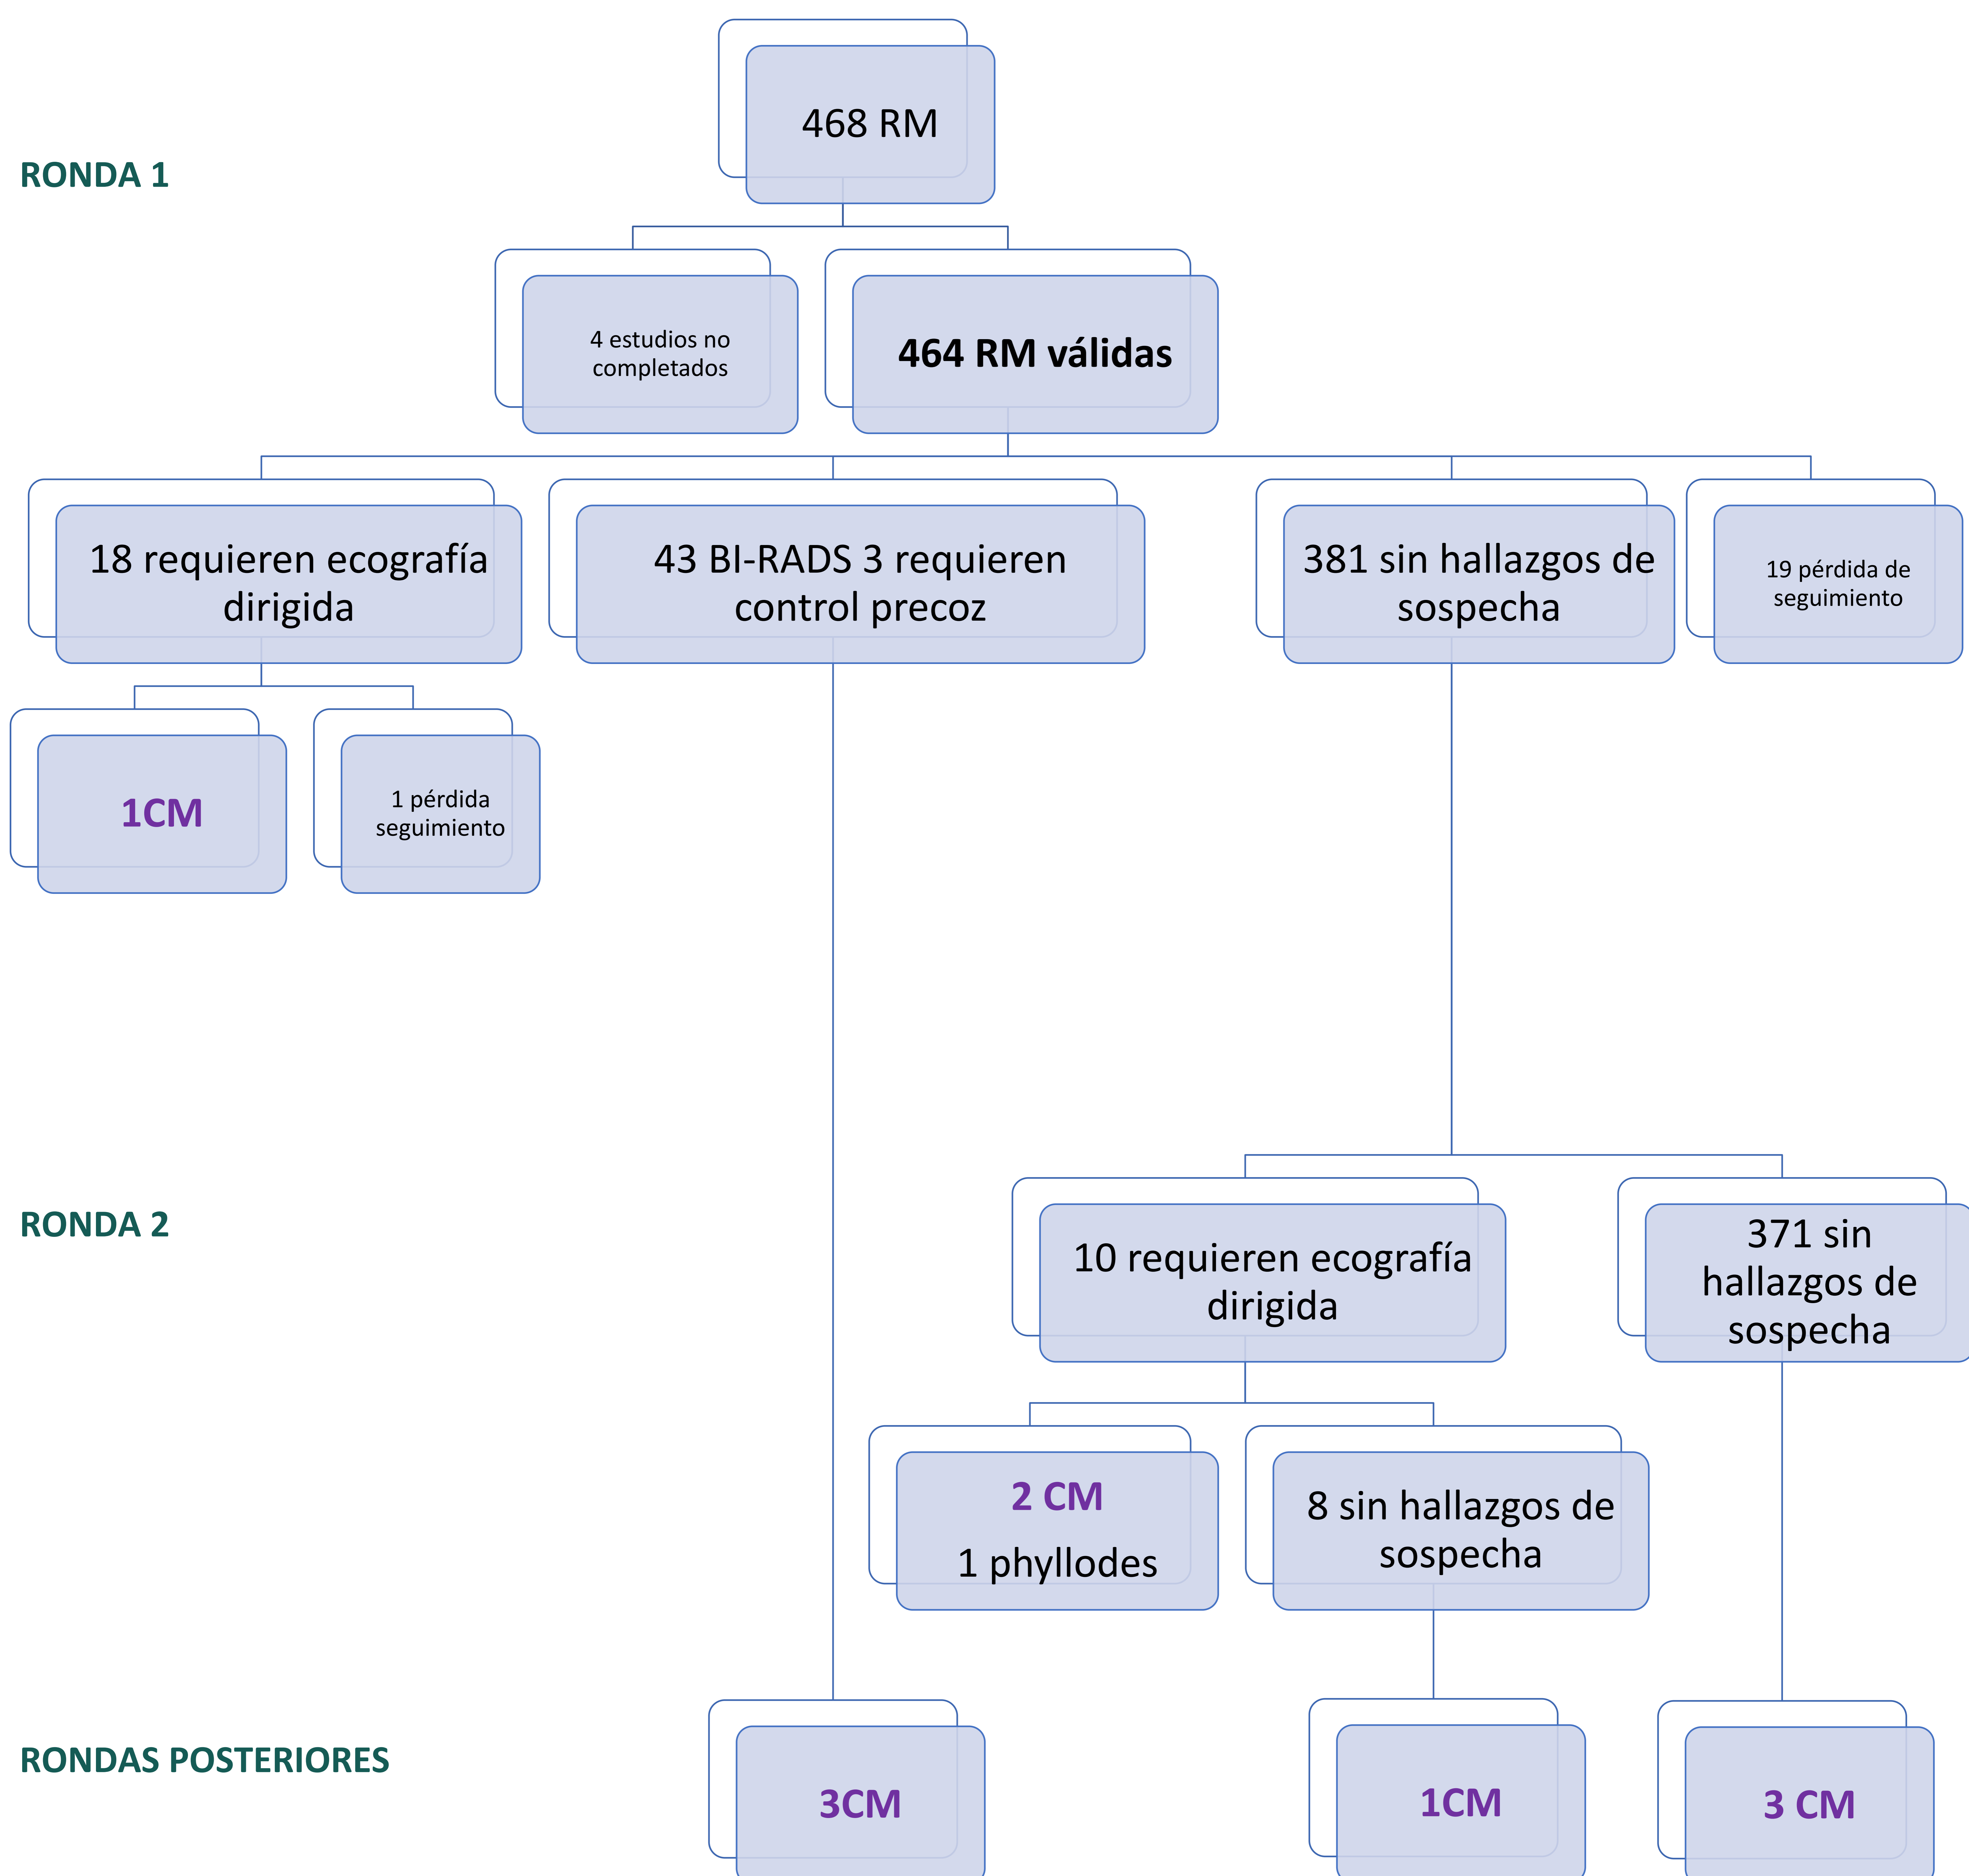 468 RM
RONDA 1
4 estudios no
completados
464 RM válidas
18 requieren ecografía
dirigida
43 BI-RADS 3 requieren
control precoz
381 sin hallazgos de
sospecha
19 pérdida de
seguimiento
1CM
1 pérdida
seguimiento
RONDA 2
10 requieren ecografía
dirigida
371 sin
hallazgos de
sospecha
2 CM
1 phyllodes
8 sin hallazgos de
sospecha
RONDAS POSTERIORES
3CM
1CM
3 CM